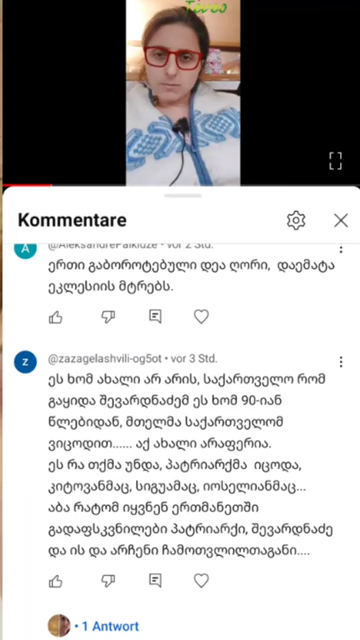 Kommentare
@AleksandrePalkidze • vor 2 Std.
ერთი გაბოროტებული დეა ღორი, დაემატა
ეკლესიის მტრებს.
@zazagelashvili-og5ot • vor 3 Std.
ეს ხომ ახალი არ არის, საქართველო რომ
გაყიდა შევარდნაძემ ეს ხომ 90-იან
წლებიდან, მთელმა საქართველომ
ვიცოდით...... აქ ახალი არაფერია.
ეს რა თქმა უნდა, პატრიარქმა იცოდა,
კიტოვანმაც, სიგუამაც, იოსელიანმაც...
აბა რატომ იყვნენ ერთმანეთში
გადაფსკვნილები პატრიარქი, შევარდნაძე
და ის და არჩენი ჩამოთვლილთაგანი....
• 1 Antwort